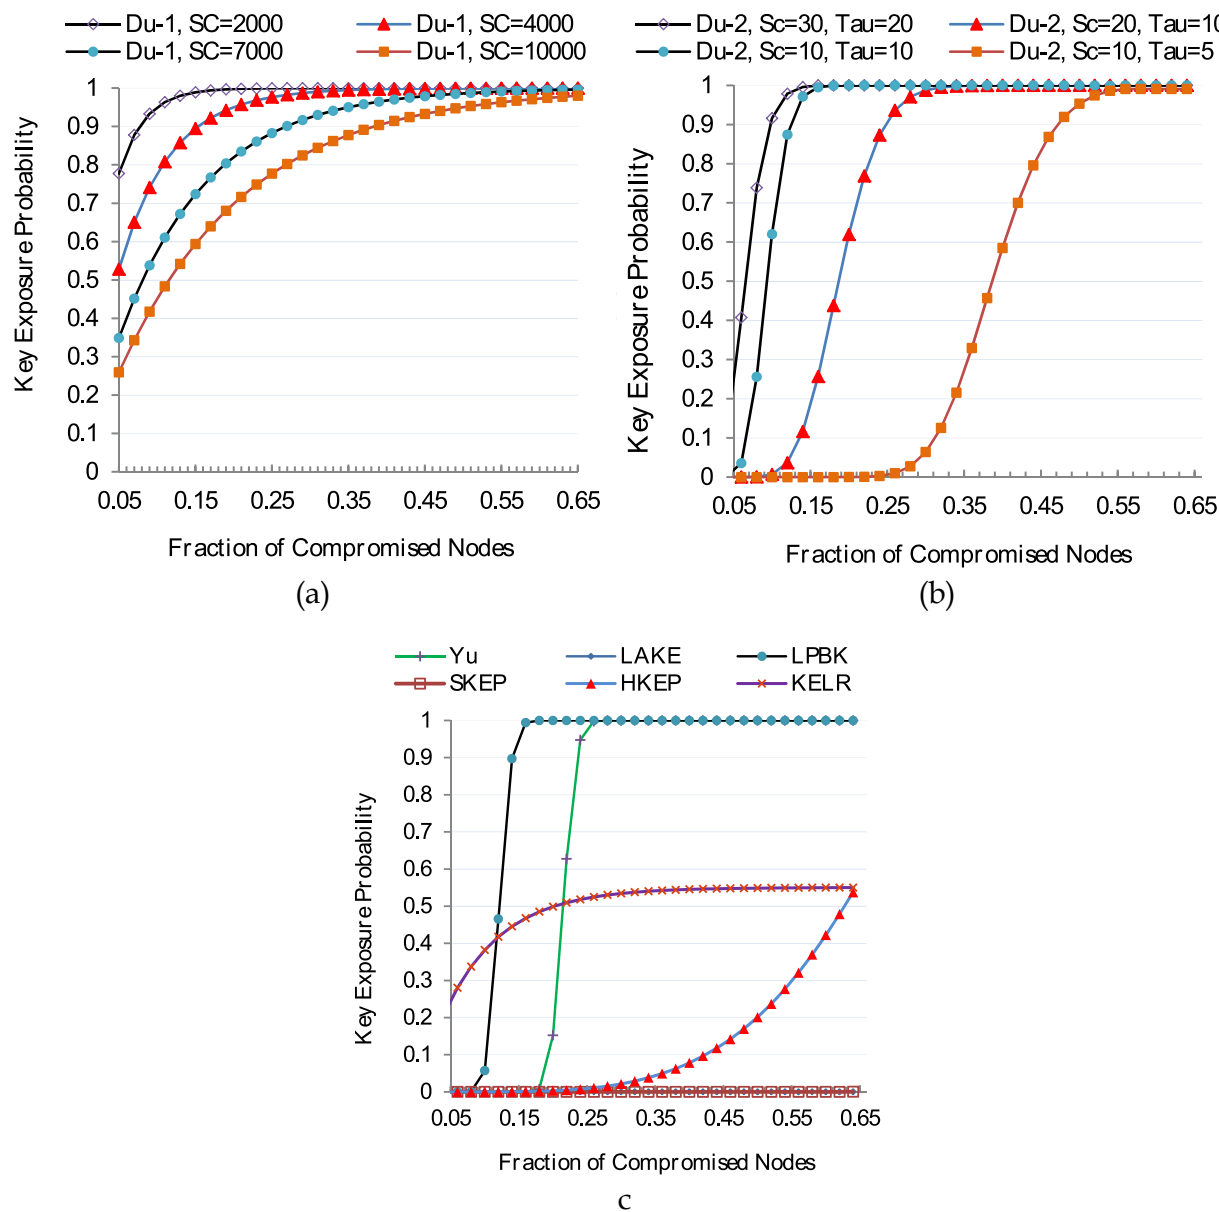 Du-1, SC=2000 Du-1, SC=4000
Du-1, SC=7000 Du-1, SC=10000
Key Exposure Probability
1
0.9
0.8
0.7
0.6
0.5
0.4
0.3
0.2
0.1
0
0.05 0.15 0.25 0.35 0.45 0.55 0.65
Fraction of Compromised Nodes
(a)
Du-2, Sc=30, Tau=20 Du-2, Sc=20, Tau=10
Du-2, Sc=10, Tau=10 Du-2, Sc=10, Tau=5
Key Exposure Probability
1
0.9
0.8
0.7
0.6
0.5
0.4
0.3
0.2
0.1
0
0.05 0.15 0.25 0.35 0.45 0.55 0.65
Fraction of Compromised Nodes
(b)
Yu LAKE LPBK
SKEP HKEP KELR
Key Exposure Probability
1
0.9
0.8
0.7
0.6
0.5
0.4
0.3
0.2
0.1
0
0.05 0.15 0.25 0.35 0.45 0.55 0.65
Fraction of Compromised Nodes
c